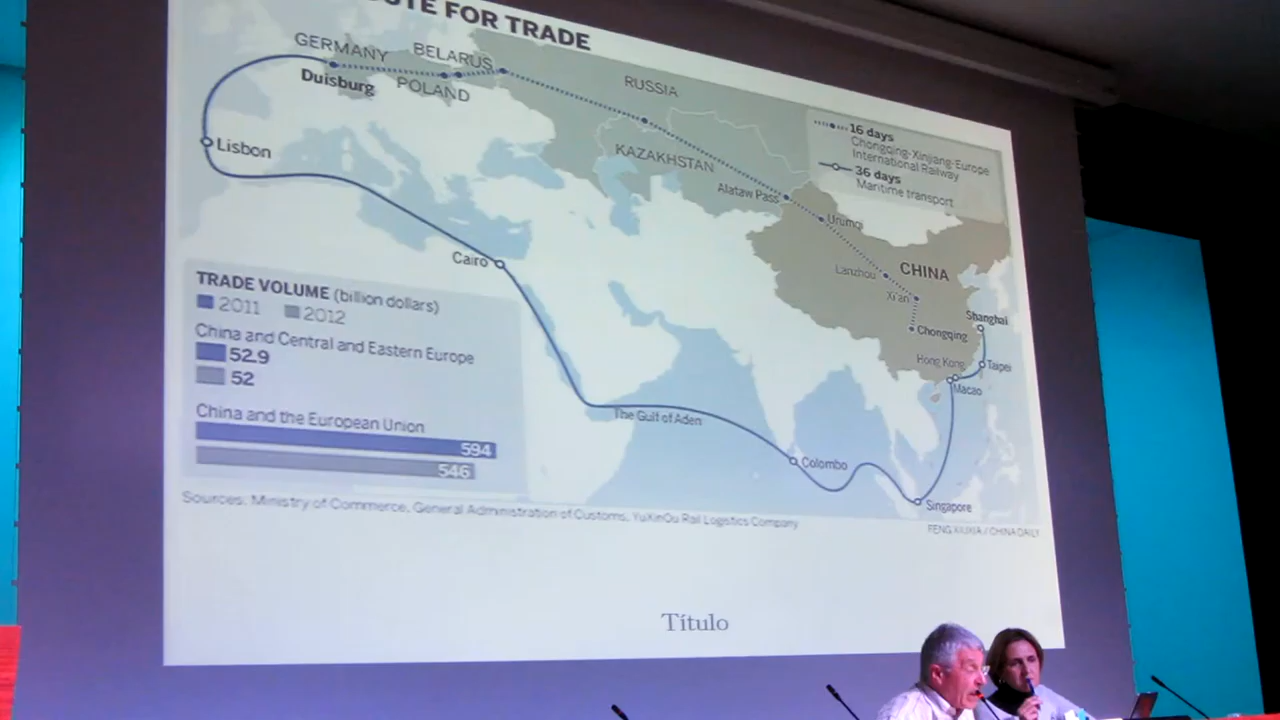 FOR TRADE
GERMANY
BELARUS
Duisburg
POLAND
RUSSIA
16 days
Chongqing-Xinjiang-Europe
International Railway
36 days
Maritime transport
Lisbon
KAZAKHSTAN
Alataw Pass
Urumqi
Cairo
Lanzhou
CHINA
Xi'an
Shanghai
Chongqing
Hong Kong
Taipei
Macao
TRADE VOLUME (billion dollars)
2011 2012
China and Central and Eastern Europe
52.9
52
China and the European Union
594
546
The Gulf of Aden
Colombo
Singapore
Sources: Ministry of Commerce, General Administration of Customs, YuXinOu Rail Logistics Company
FENG XIUXIA / CHINA DAILY
Título